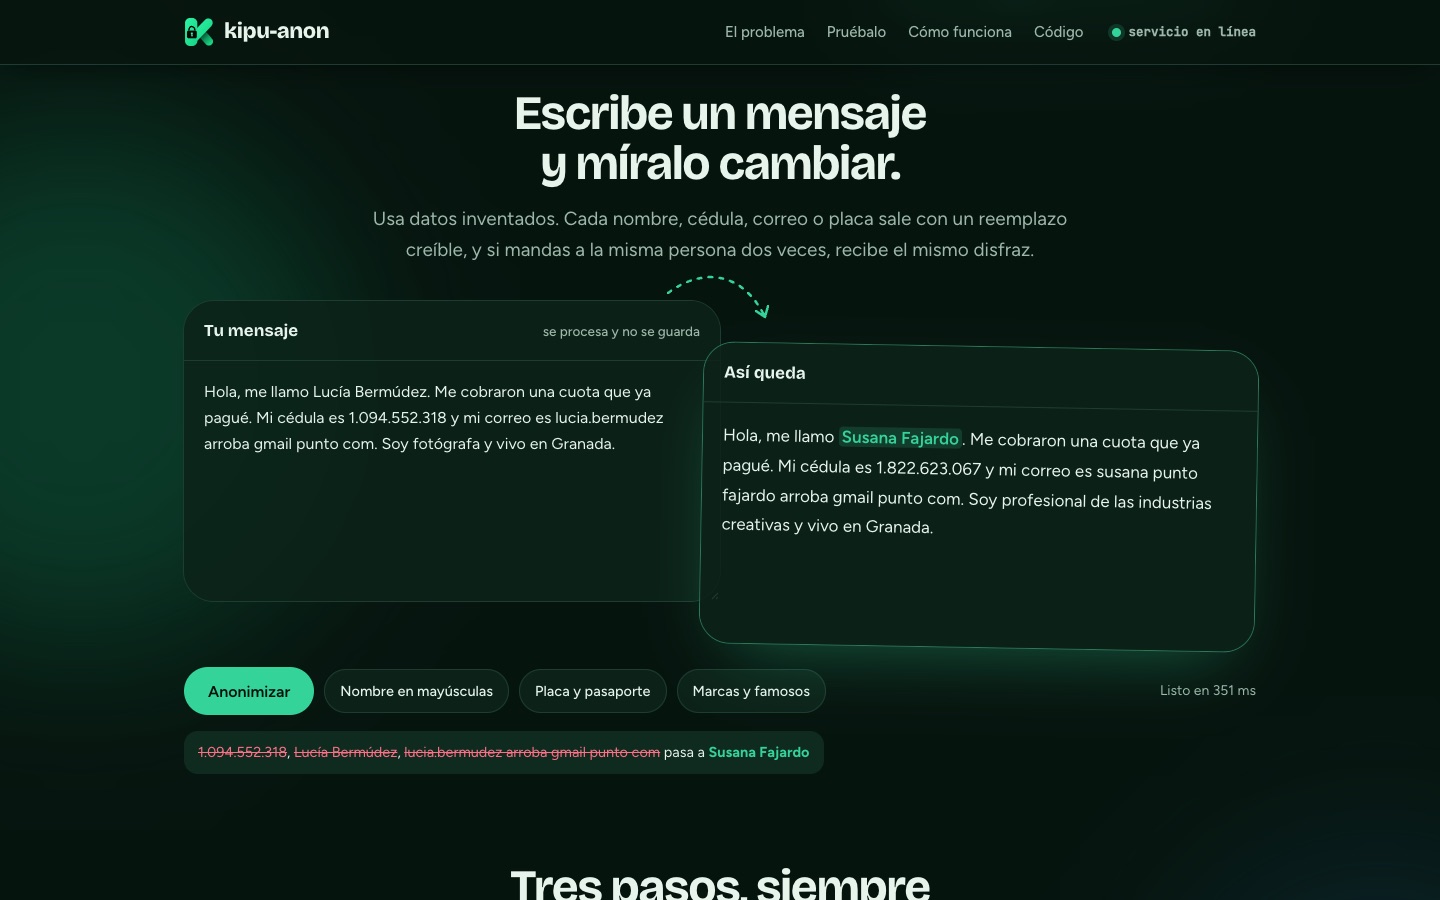 kipu-anon
El problema
Pruébalo
Cómo funciona
Código
servicio en línea
Escribe un mensaje
y míralo cambiar.
Usa datos inventados. Cada nombre, cédula, correo o placa sale con un reemplazo
creíble, y si mandas a la misma persona dos veces, recibe el mismo disfraz.
Tu mensaje
se procesa y no se guarda
Hola, me llamo Lucía Bermúdez. Me cobraron una cuota que ya
pagué. Mi cédula es 1.094.552.318 y mi correo es lucia.bermudez
arroba gmail punto com. Soy fotógrafa y vivo en Granada.
Así queda
Hola, me llamo Susana Fajardo. Me cobraron una cuota que ya
pagué. Mi cédula es 1.822.623.067 y mi correo es susana punto
fajardo arroba gmail punto com. Soy profesional de las industrias
creativas y vivo en Granada.
Anonimizar
Nombre en mayúsculas
Placa y pasaporte
Marcas y famosos
Listo en 351 ms
1.094.552.318, Lucía Bermúdez, lucia.bermudez arroba gmail punto com pasa a Susana Fajardo
Tres pasos, siempre